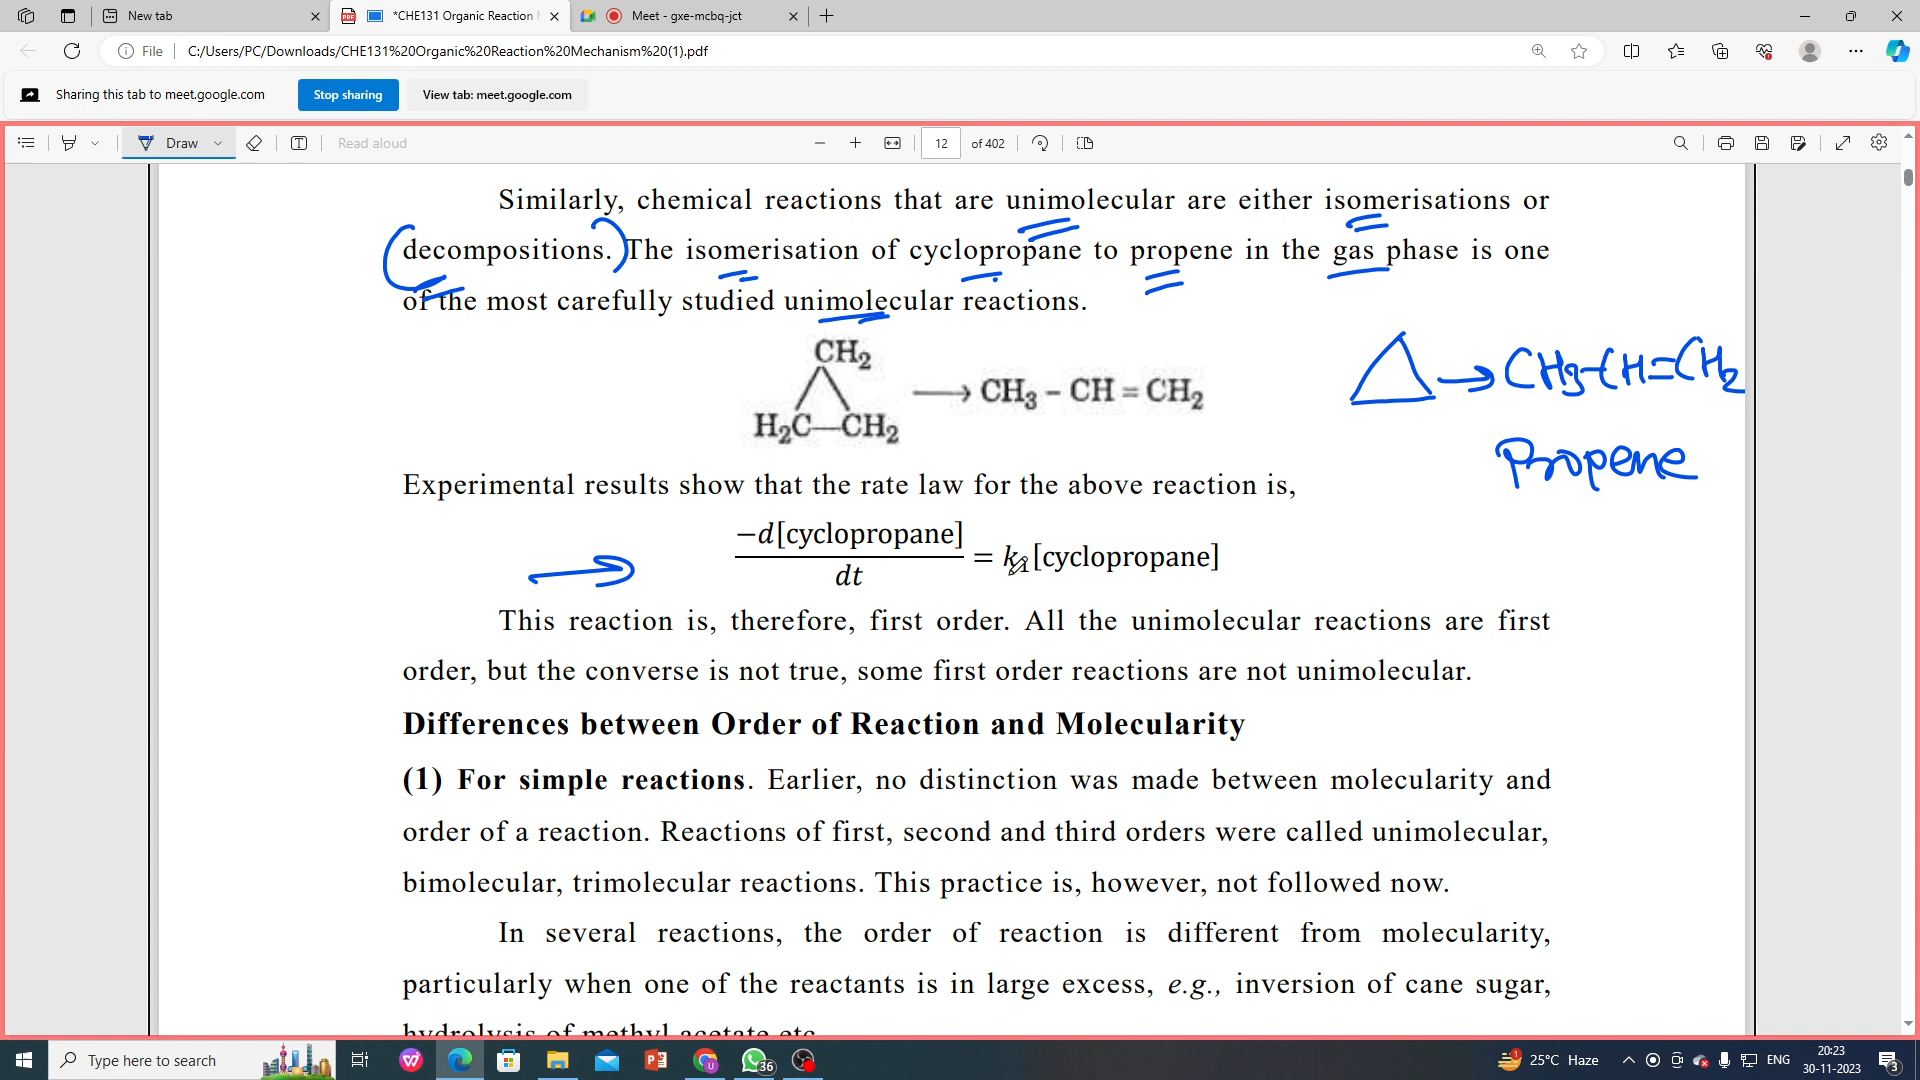 New tab
*CHE131 Organic Reaction M
Meet - gxe-mcbq-jct
File
C:/Users/PC/Downloads/CHE131%20Organic%20Reaction%20Mechanism%20(1).pdf
Sharing this tab to meet.google.com
Stop sharing
View tab: meet.google.com
Draw
Read aloud
12 of 402
Similarly, chemical reactions that are unimolecular are either isomerisations or
decompositions. The isomerisation of cyclopropane to propene in the gas phase is one
of the most carefully studied unimolecular reactions.
CH₂
H₂C—CH₂ ⟶ CH₃ – CH = CH₂
→ CH3-CH=CH2
Propene
Experimental results show that the rate law for the above reaction is,
−d[cyclopropane]
dt
= k₁[cyclopropane]
This reaction is, therefore, first order. All the unimolecular reactions are first
order, but the converse is not true, some first order reactions are not unimolecular.
Differences between Order of Reaction and Molecularity
(1) For simple reactions. Earlier, no distinction was made between molecularity and
order of a reaction. Reactions of first, second and third orders were called unimolecular,
bimolecular, trimolecular reactions. This practice is, however, not followed now.
In several reactions, the order of reaction is different from molecularity,
particularly when one of the reactants is in large excess, e.g., inversion of cane sugar,
hydrolysis of methyl acetate etc.
Type here to search
36
25°C Haze
ENG
20:23
30-11-2023
3